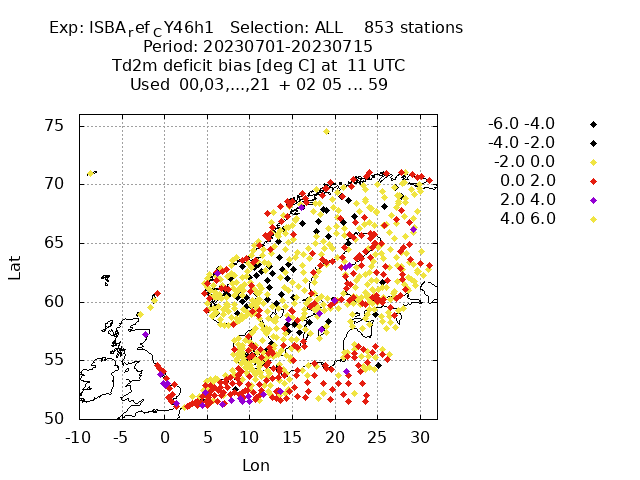 Exp: ISBArefCY46h1 Selection: ALL 853 stations
Period: 20230701-20230715
Td2m deficit bias [deg C] at 11 UTC
Used 00,03,...,21 + 02 05 ... 59
-6.0 -4.0
-4.0 -2.0
-2.0 0.0
0.0 2.0
2.0 4.0
4.0 6.0
75
70
65
60
55
50
Lat
-10 -5 0 5 10 15 20 25 30
Lon